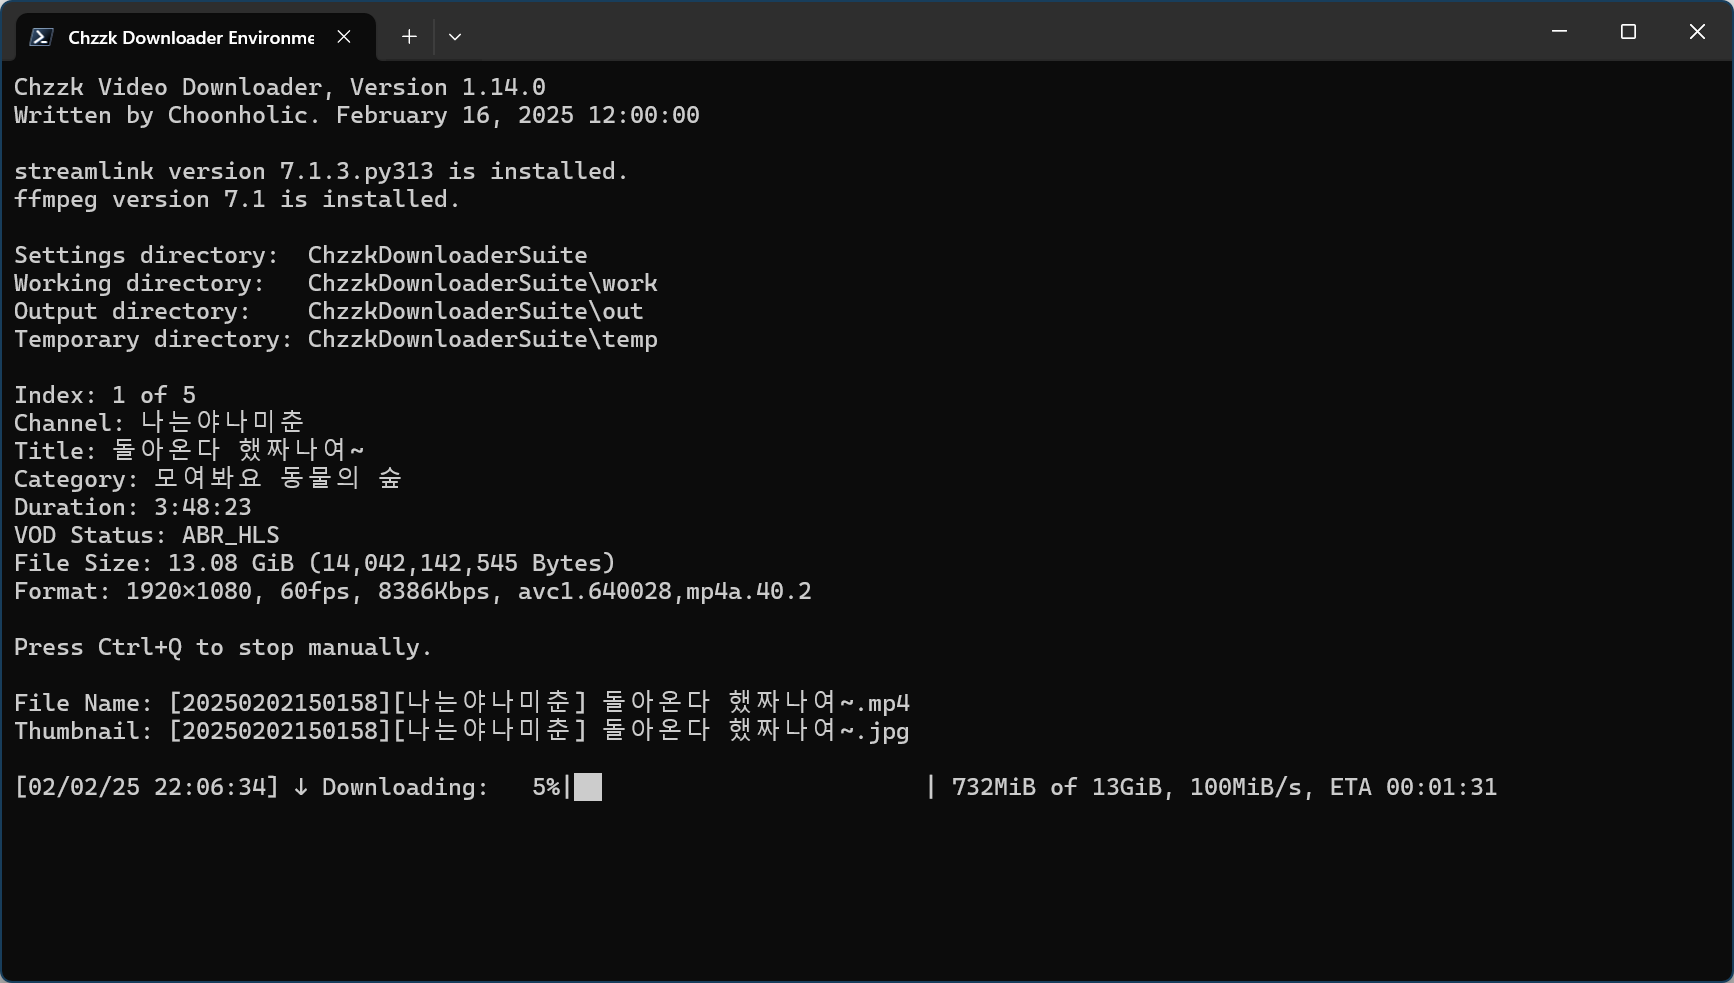 Chzzk Downloader Environme
Chzzk Video Downloader, Version 1.14.0
Written by Choonholic. February 16, 2025 12:00:00
streamlink version 7.1.3.py313 is installed.
ffmpeg version 7.1 is installed.
Settings directory:  ChzzkDownloaderSuite
Working directory:   ChzzkDownloaderSuite\work
Output directory:    ChzzkDownloaderSuite\out
Temporary directory: ChzzkDownloaderSuite\temp
Index: 1 of 5
Channel: 나는야나미춘
Title: 돌아온다 했짜나여~
Category: 모여봐요 동물의 숲
Duration: 3:48:23
VOD Status: ABR_HLS
File Size: 13.08 GiB (14,042,142,545 Bytes)
Format: 1920×1080, 60fps, 8386Kbps, avc1.640028,mp4a.40.2
Press Ctrl+Q to stop manually.
File Name: [20250202150158][나는야나미춘] 돌아온다 했짜나여~.mp4
Thumbnail: [20250202150158][나는야나미춘] 돌아온다 했짜나여~.jpg
[02/02/25 22:06:34] ↓ Downloading:   5%| | 732MiB of 13GiB, 100MiB/s, ETA 00:01:31